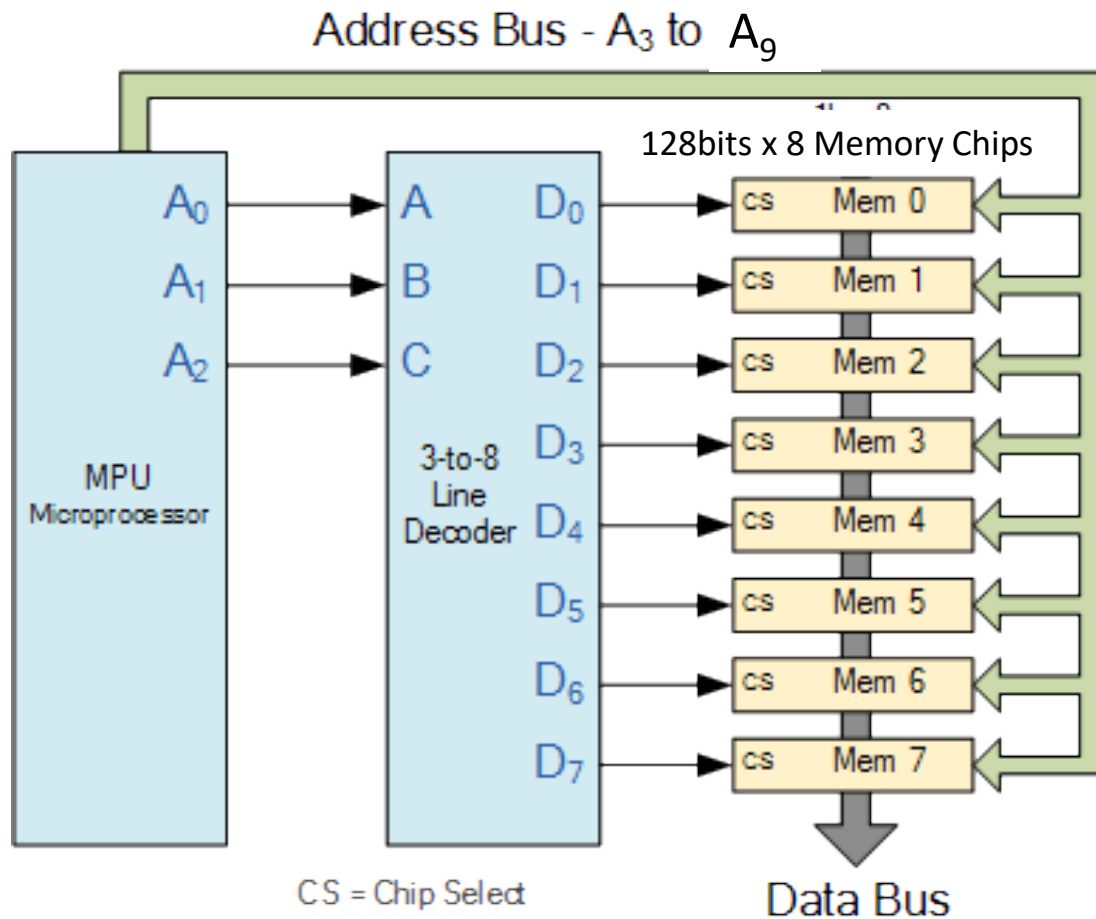 Address Bus - A₃ to A₉
128bits x 8 Memory Chips
A₀ A D₀ CS Mem 0
A₁ B D₁ CS Mem 1
A₂ C D₂ CS Mem 2
D₃ CS Mem 3
MPU
Microprocessor
3-to-8
Line
Decoder
D₄ CS Mem 4
D₅ CS Mem 5
D₆ CS Mem 6
D₇ CS Mem 7
CS = Chip Select
Data Bus